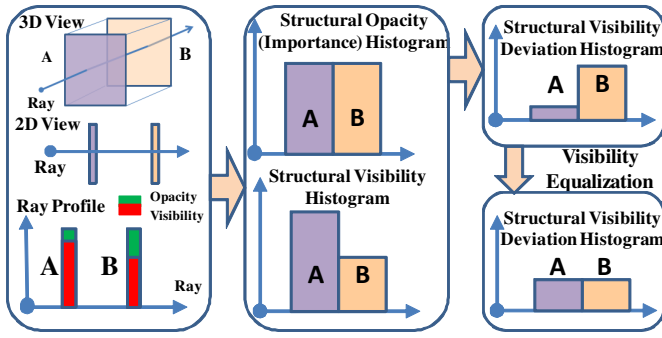 3D View
A
B
Ray
2D View
Ray
Ray Profile
Opacity
Visibility
A
B
Ray
Structural Opacity
(Importance) Histogram
A
B
Structural Visibility
Histogram
A
B
Structural Visibility
Deviation Histogram
A
B
Visibility
Equalization
Structural Visibility
Deviation Histogram
A
B